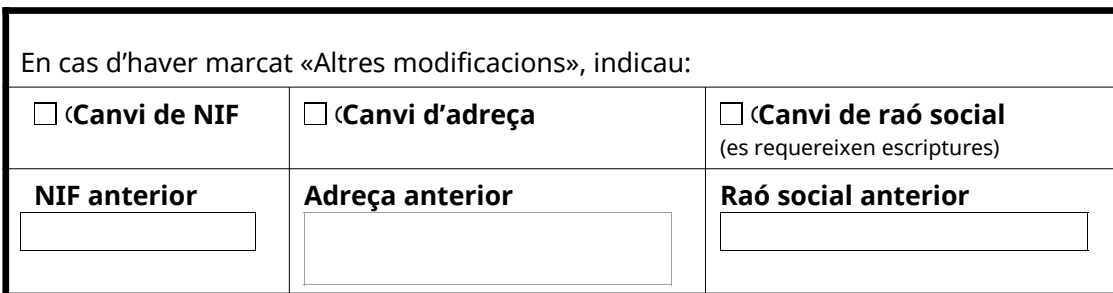 En cas d'haver marcat «Altres modificacions», indicau:
Canvi de NIF
Canvi d'adreça
Canvi de raó social
(es requereixen escriptures)
NIF anterior
Adreça anterior
Raó social anterior